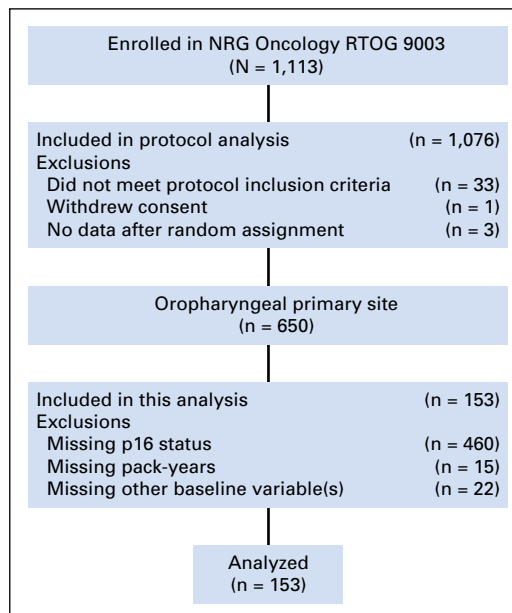 Enrolled in NRG Oncology RTOG 9003
(N = 1,113)
Included in protocol analysis (n = 1,076)
Exclusions
Did not meet protocol inclusion criteria (n = 33)
Withdrew consent (n = 1)
No data after random assignment (n = 3)
Oropharyngeal primary site
(n = 650)
Included in this analysis (n = 153)
Exclusions
Missing p16 status (n = 460)
Missing pack-years (n = 15)
Missing other baseline variable(s) (n = 22)
Analyzed
(n = 153)